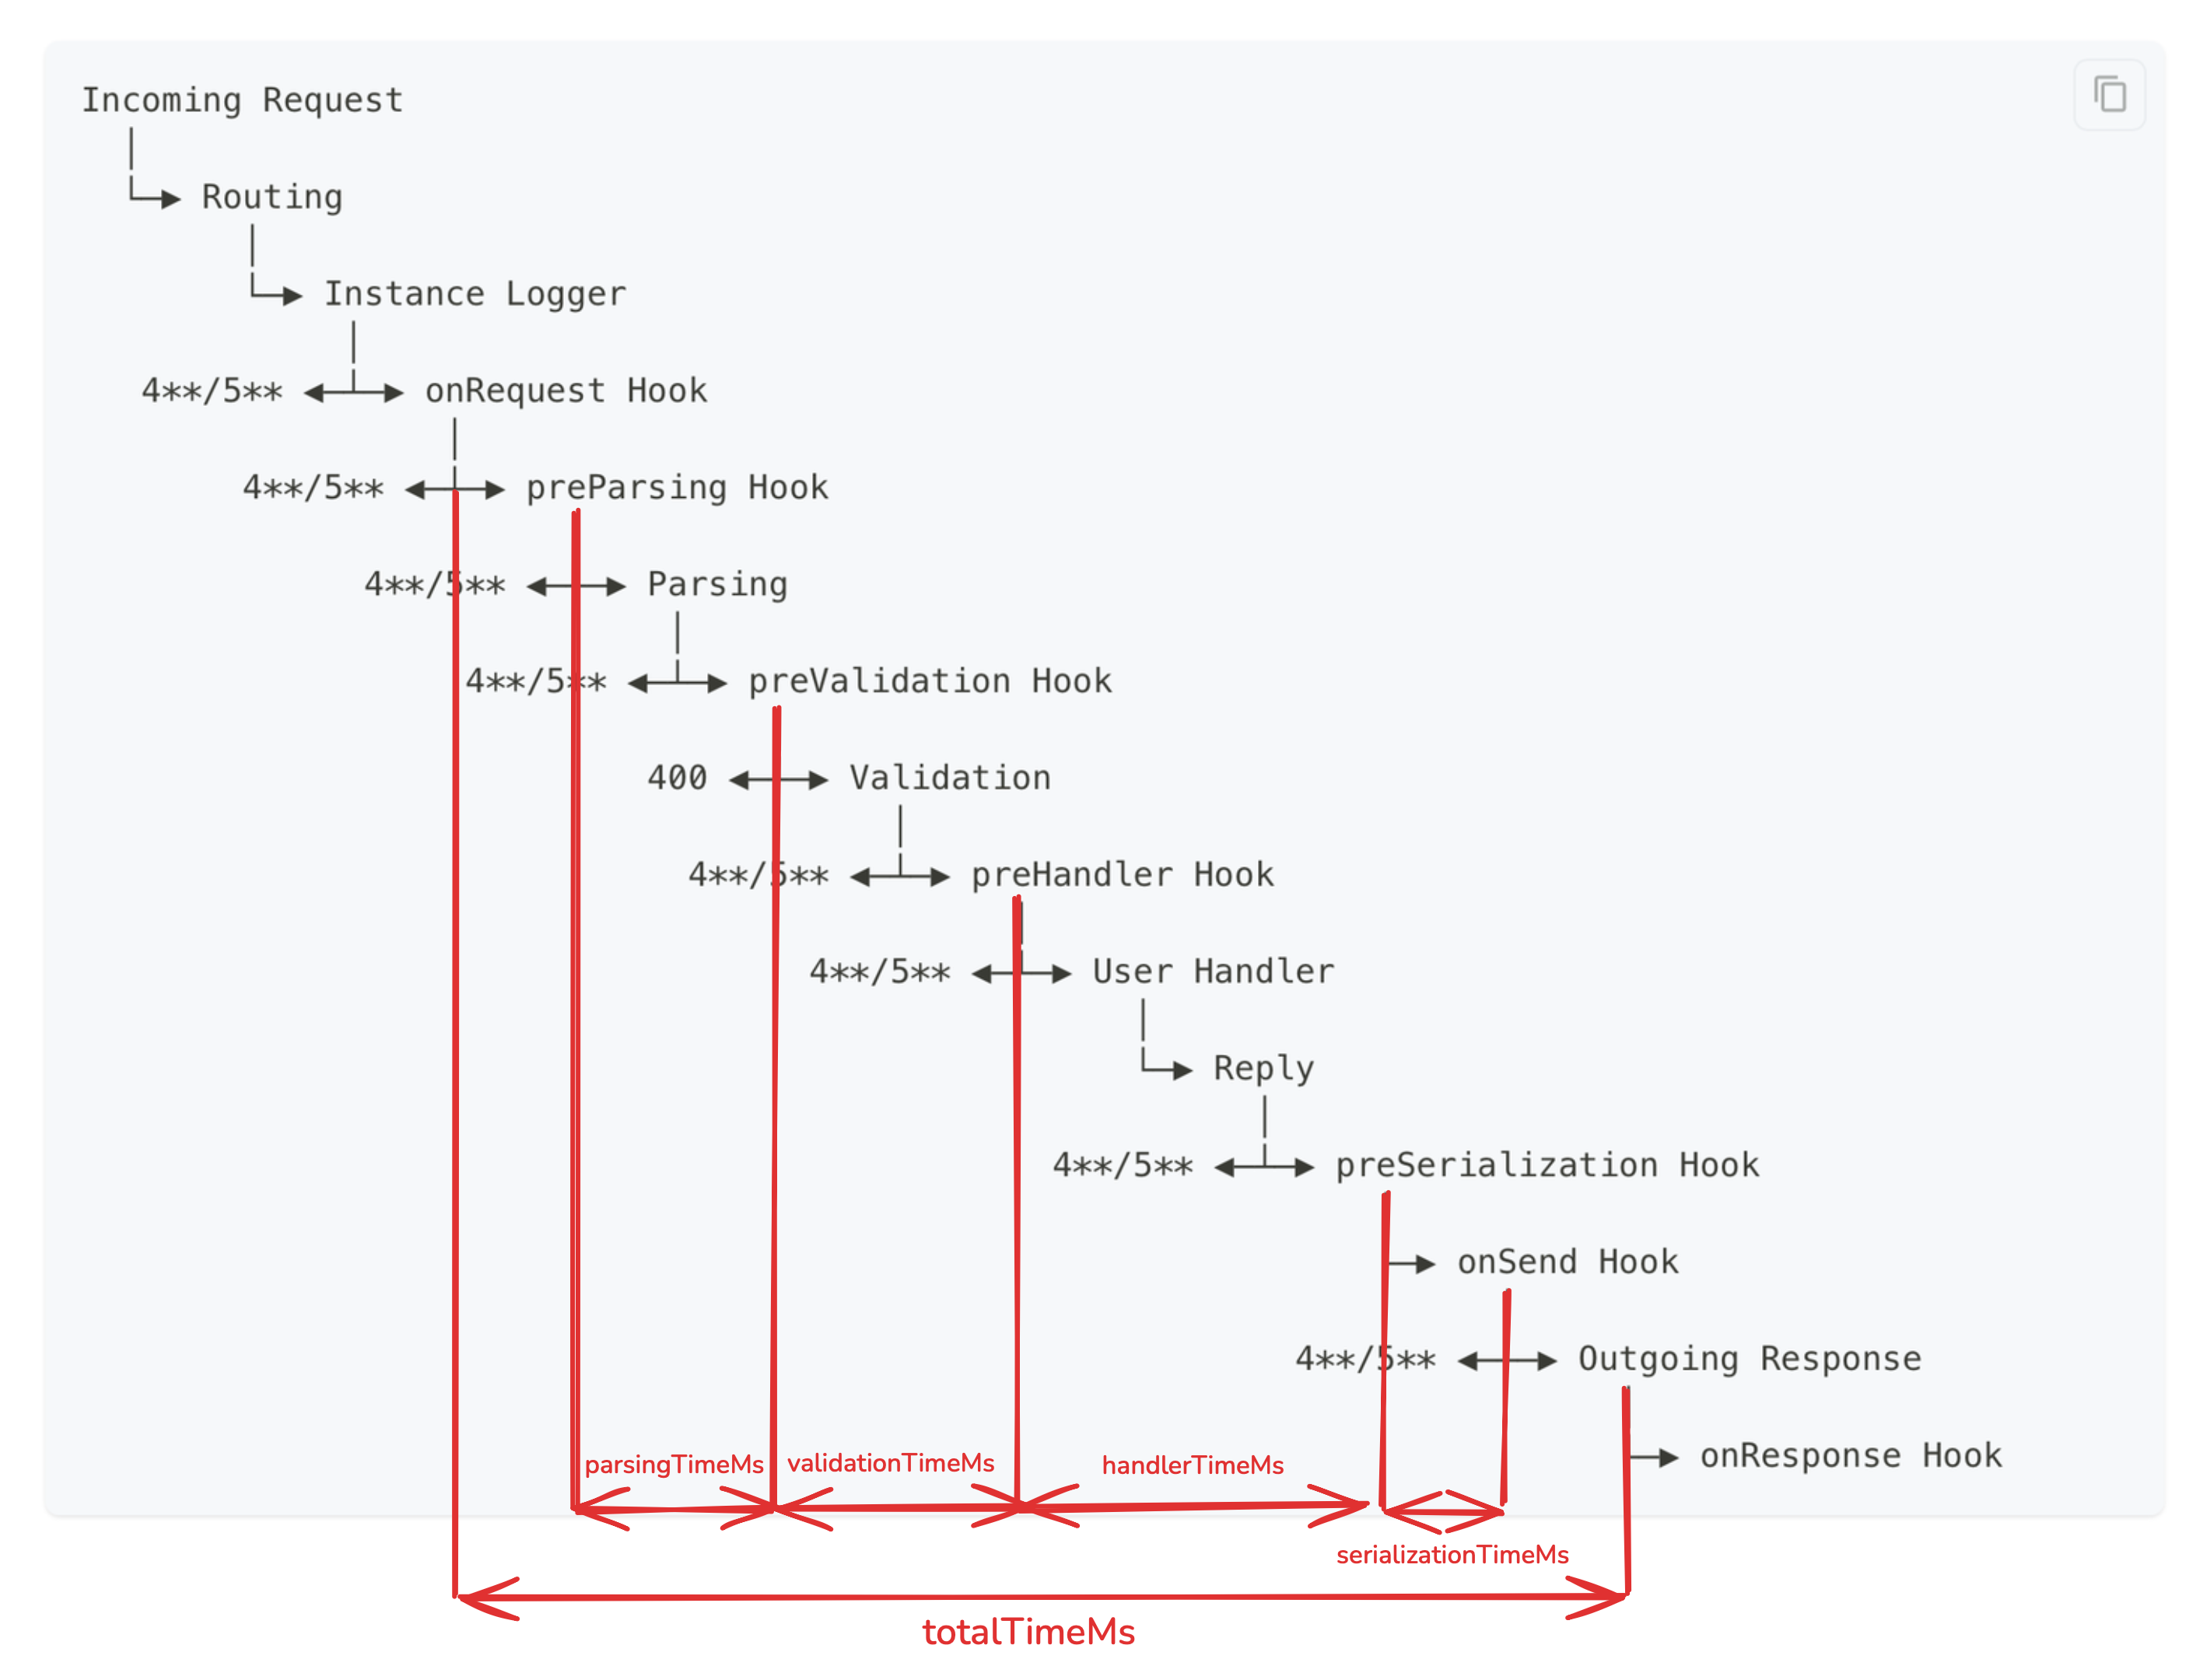 Incoming Request
Routing
Instance Logger
4**/5** onRequest Hook
4**/5** preParsing Hook
4**/5** Parsing
4**/5** preValidation Hook
400 Validation
4**/5** preHandler Hook
4**/5** User Handler
Reply
4**/5** preSerialization Hook
onSend Hook
4**/5** Outgoing Response
onResponse Hook
parsingTimeMs validationTimeMs handlerTimeMs
serializationTimeMs
totalTimeMs